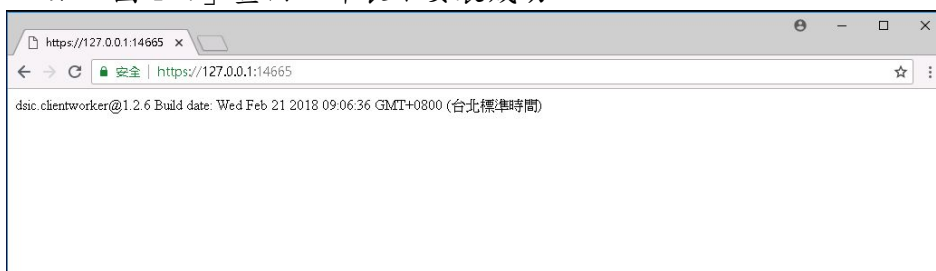 https://127.0.0.1:14665
安全 | https://127.0.0.1:14665
dsic.clientworker@1.2.6 Build date: Wed Feb 21 2018 09:06:36 GMT+0800 (台北標準時間)